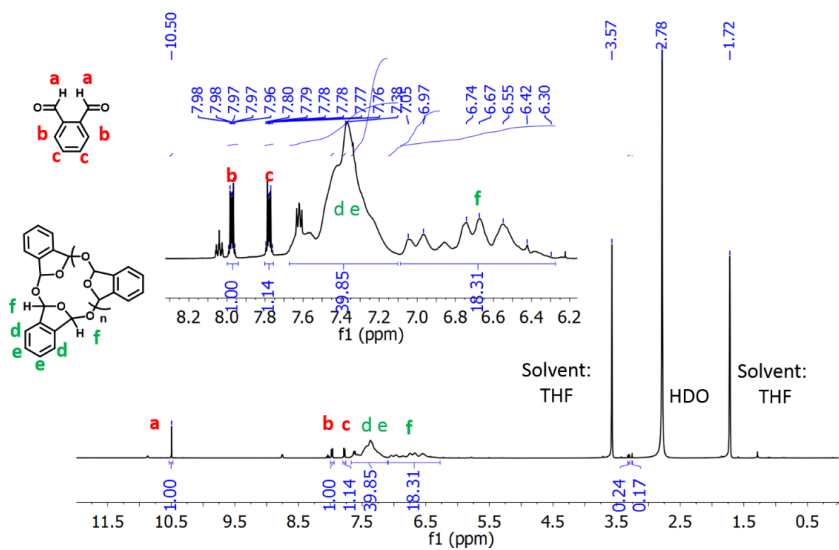 10.50
7.98
7.98
7.97
7.97
7.96
7.80
7.79
7.78
7.78
7.77
7.76
7.38
7.05
6.97
6.74
6.67
6.55
6.42
6.30
3.57
2.78
1.72
a a
H H
O O
b b
c c
b c
d e
f
1.00
1.14
39.85
18.31
8.2 8.0 7.8 7.6 7.4 7.2 7.0 6.8 6.6 6.4 6.2
f1 (ppm)
O O
O O
O O
n
f H H f
d d
e e
Solvent:
THF
HDO
Solvent:
THF
a b c d e f
1.00
1.00
1.14
39.85
18.31
0.24
0.17
11.5 10.5 9.5 8.5 7.5 6.5 5.5 4.5 3.5 2.5 1.5 0.5
f1 (ppm)